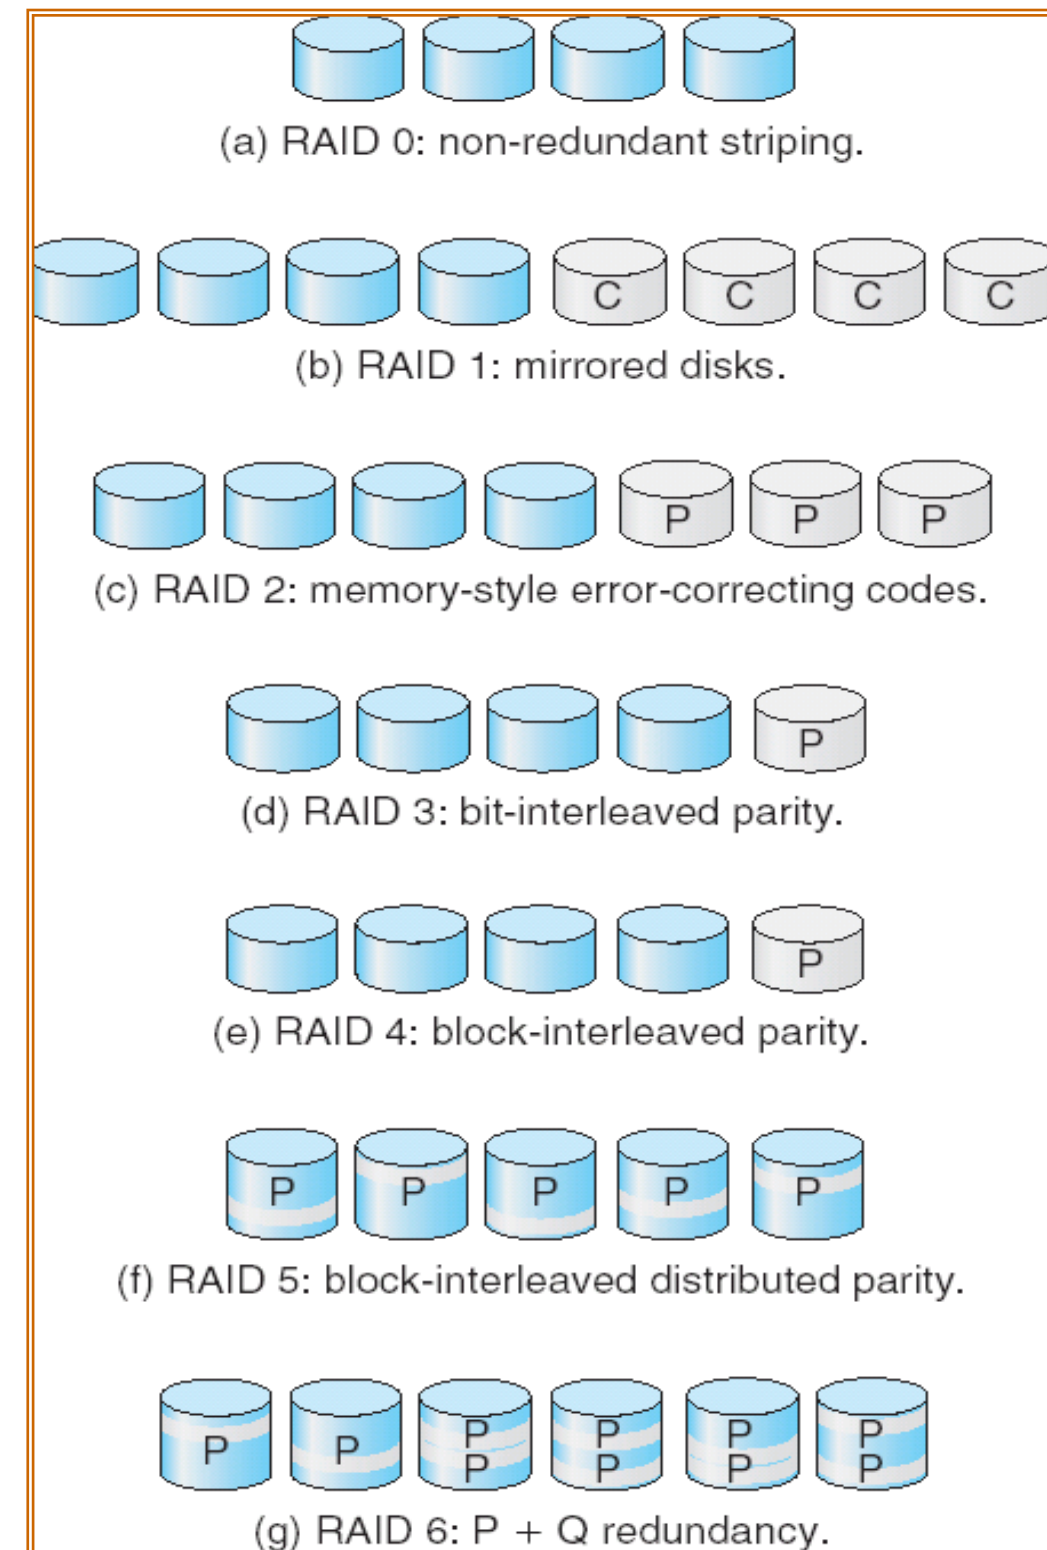 (a) RAID 0: non-redundant striping.
C C C C
(b) RAID 1: mirrored disks.
P P P
(c) RAID 2: memory-style error-correcting codes.
P
(d) RAID 3: bit-interleaved parity.
P
(e) RAID 4: block-interleaved parity.
P P P P P
(f) RAID 5: block-interleaved distributed parity.
P P P P P P
P P P P
(g) RAID 6: P + Q redundancy.